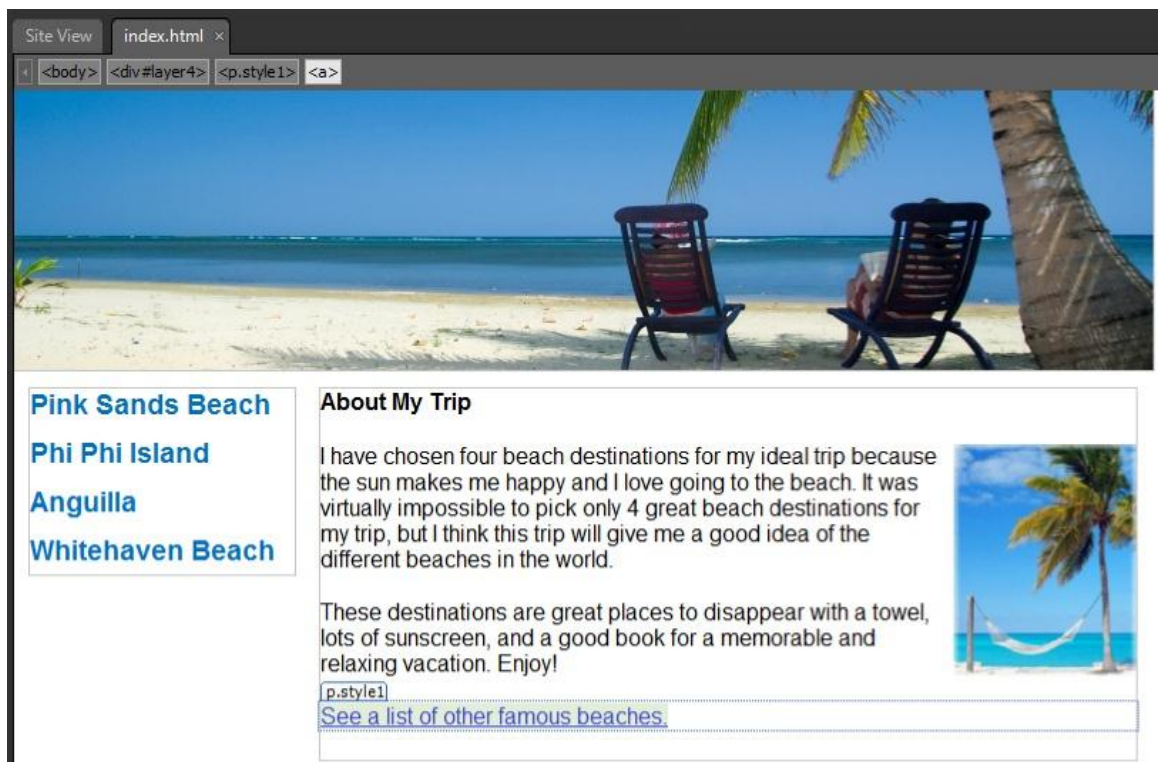 Site View index.html ×
<body> <div#layer4> <p.style1> <a>
Pink Sands Beach
Phi Phi Island
Anguilla
Whitehaven Beach
About My Trip
I have chosen four beach destinations for my ideal trip because
the sun makes me happy and I love going to the beach. It was
virtually impossible to pick only 4 great beach destinations for
my trip, but I think this trip will give me a good idea of the
different beaches in the world.
These destinations are great places to disappear with a towel,
lots of sunscreen, and a good book for a memorable and
relaxing vacation. Enjoy!
p.style1
See a list of other famous beaches.